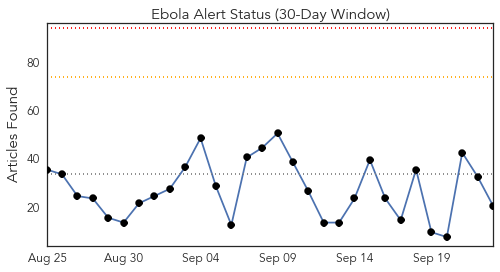 Ebola Alert Status (30-Day Window)
Articles Found
80
60
40
20
Aug 25 Aug 30 Sep 04 Sep 09 Sep 14 Sep 19